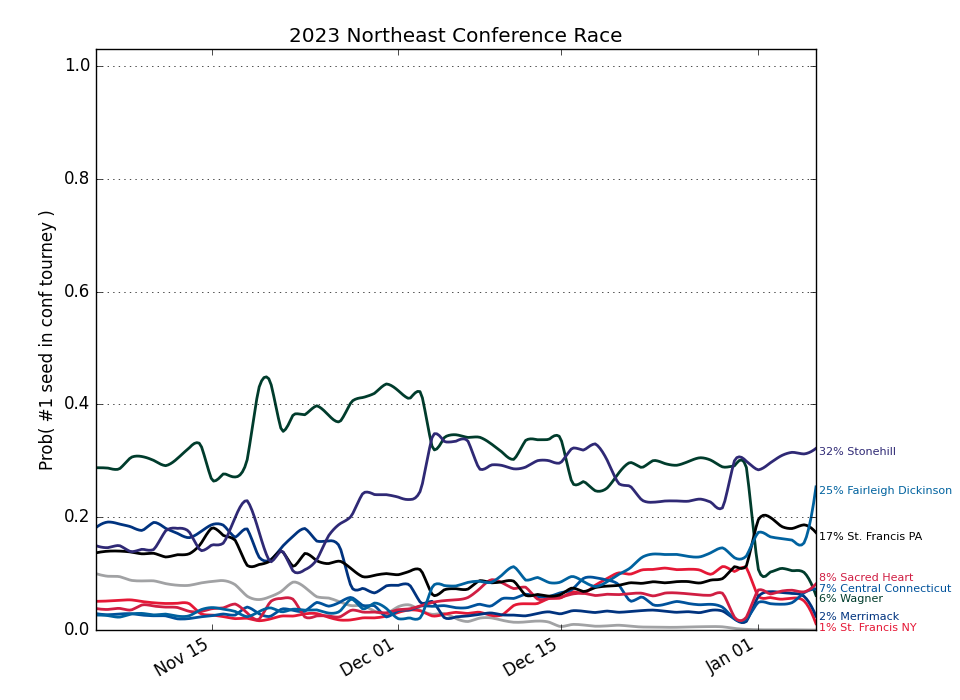 2023 Northeast Conference Race
Prob( #1 seed in conf tourney )
1.0
0.8
0.6
0.4
0.2
0.0
Nov 15
Dec 01
Dec 15
Jan 01
32% Stonehill
25% Fairleigh Dickinson
17% St. Francis PA
8% Sacred Heart
7% Central Connecticut
6% Wagner
2% Merrimack
1% St. Francis NY